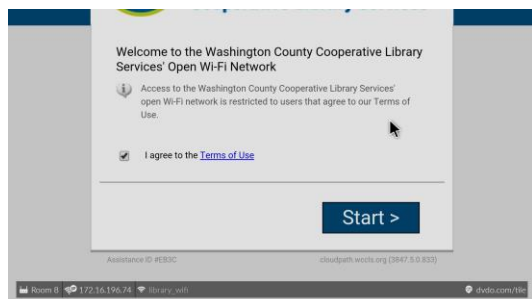 Cooperative Library Services
Welcome to the Washington County Cooperative Library
Services' Open Wi-Fi Network
Access to the Washington County Cooperative Library Services'
open Wi-Fi network is restricted to users that agree to our Terms of
Use.
I agree to the Terms of Use
Start >
Assistance ID #EB3C
cloudpath.wccls.org (3847.5.0.833)
Room 8 172.16.196.74 library_wifi
dvdo.com/tile